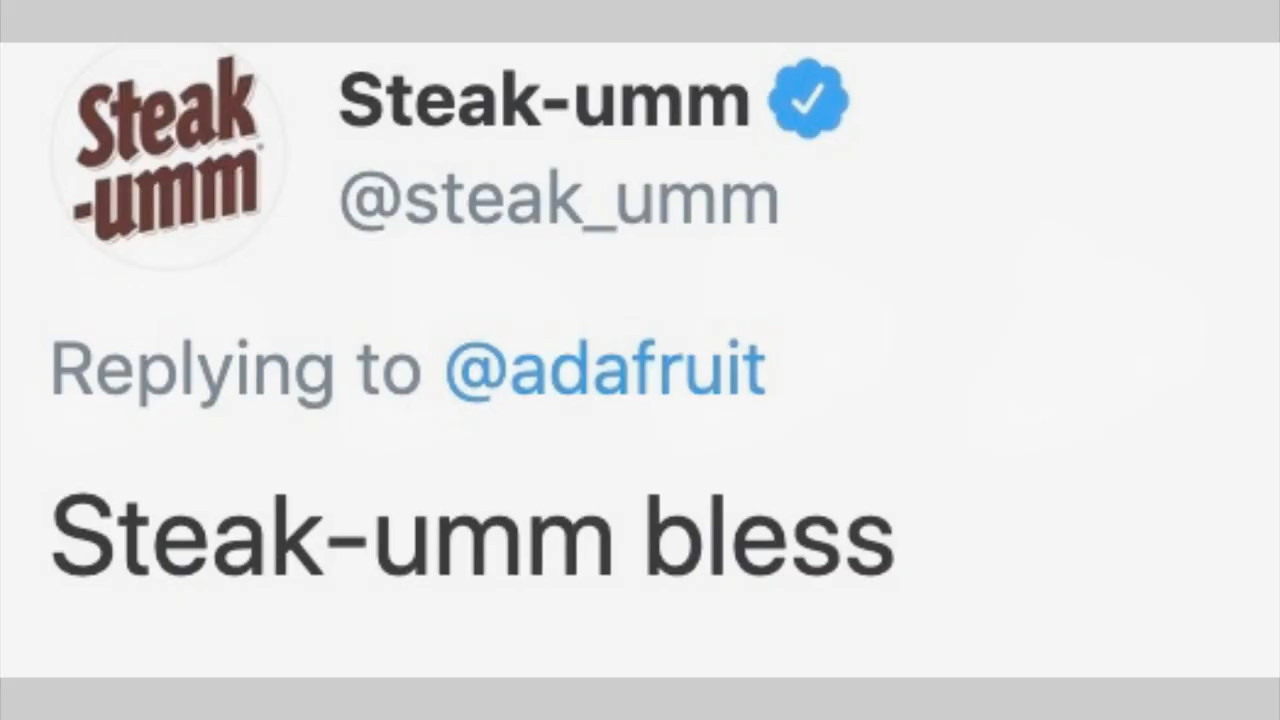 Steak
-umm
Steak-umm
@steak_umm
Replying to @adafruit
Steak-umm bless